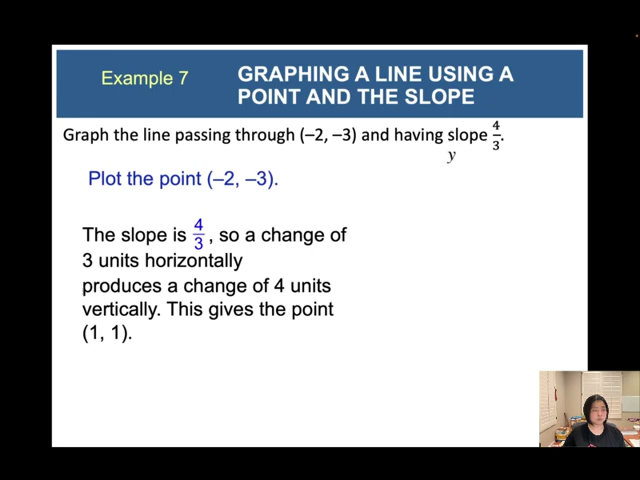 Example 7
GRAPHING A LINE USING A
POINT AND THE SLOPE
Graph the line passing through (–2, –3) and having slope 4/3.
y
Plot the point (–2, –3).
The slope is 4/3, so a change of
3 units horizontally
produces a change of 4 units
vertically. This gives the point
(1, 1).